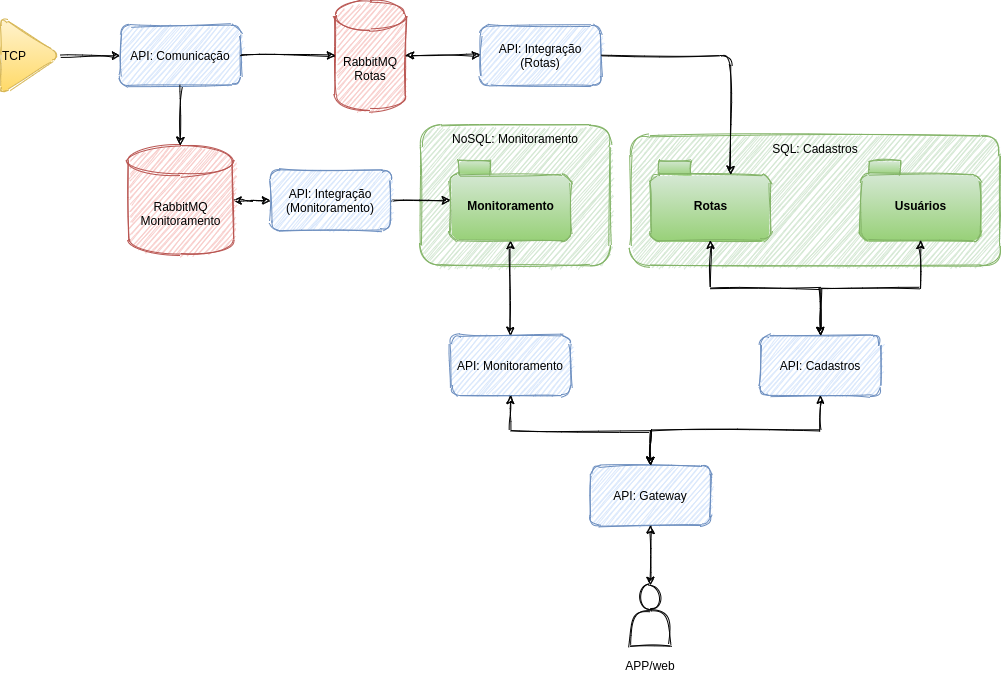 TCP
API: Comunicação
RabbitMQ
Rotas
API: Integração
(Rotas)
NoSQL: Monitoramento
SQL: Cadastros
RabbitMQ
Monitoramento
API: Integração
(Monitoramento)
Monitoramento
Rotas
Usuários
API: Monitoramento
API: Cadastros
API: Gateway
APP/web